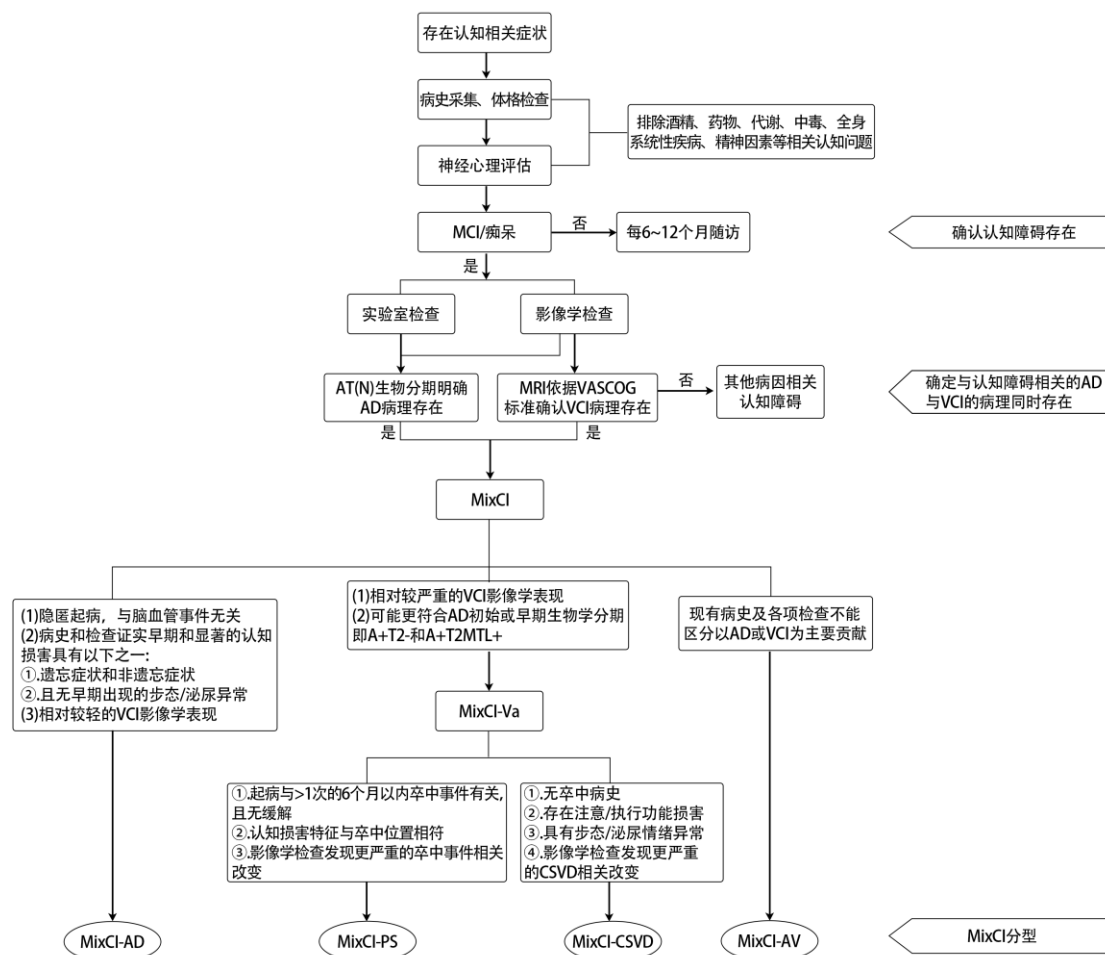 存在认知相关症状
病史采集、体格检查
排除酒精、药物、代谢、中毒、全身
系统性疾病、精神因素等相关认知问题
神经心理评估
MCI/痴呆
否
每6~12个月随访
确认认知障碍存在
是
实验室检查
影像学检查
AT(N)生物分期明确
AD病理存在
MRI依据VASCOG
标准确认VCI病理存在
否
其他病因相关
认知障碍
确定与认知障碍相关的AD
与VCI的病理同时存在
是
是
MixCI
(1)隐匿起病，与脑血管事件无关
(2)病史和检查证实早期和显著的认知
损害具有以下之一:
①.遗忘症状和非遗忘症状
②.且无早期出现的步态/泌尿异常
(3)相对较轻的VCI影像学表现
(1)相对较严重的VCI影像学表现
(2)可能更符合AD初始或早期生物学分期
即A+T2-和A+T2MTL+
现有病史及各项检查不能
区分以AD或VCI为主要贡献
MixCI-Va
①.起病与>1次的6个月以内卒中事件有关,
且无缓解
②.认知损害特征与卒中位置相符
③.影像学检查发现更严重的卒中事件相关
改变
①.无卒中病史
②.存在注意/执行功能损害
③.具有步态/泌尿情绪异常
④.影像学检查发现更严重
的CSVD相关改变
MixCI-AD
MixCI-PS
MixCI-CSVD
MixCI-AV
MixCI分型